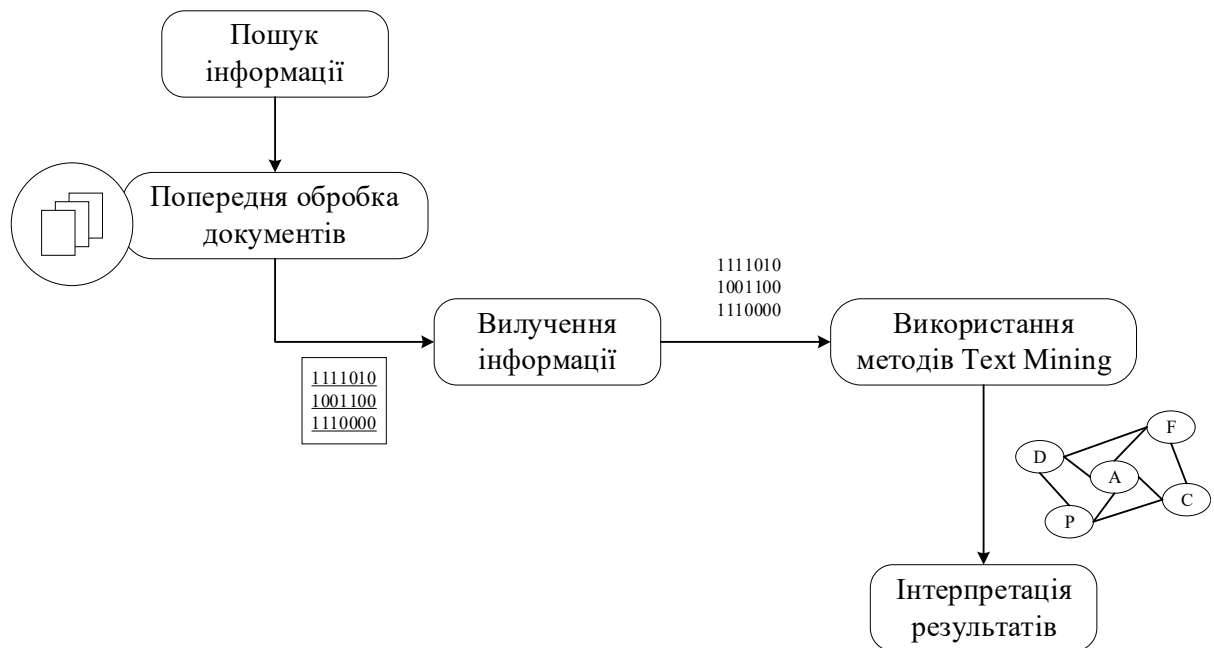 Пошук
інформації
Попередня обробка
документів
1111010
1001100
1110000
Вилучення
інформації
1111010
1001100
1110000
Використання
методів Text Mining
F
D
A
C
P
Інтерпретація
результатів